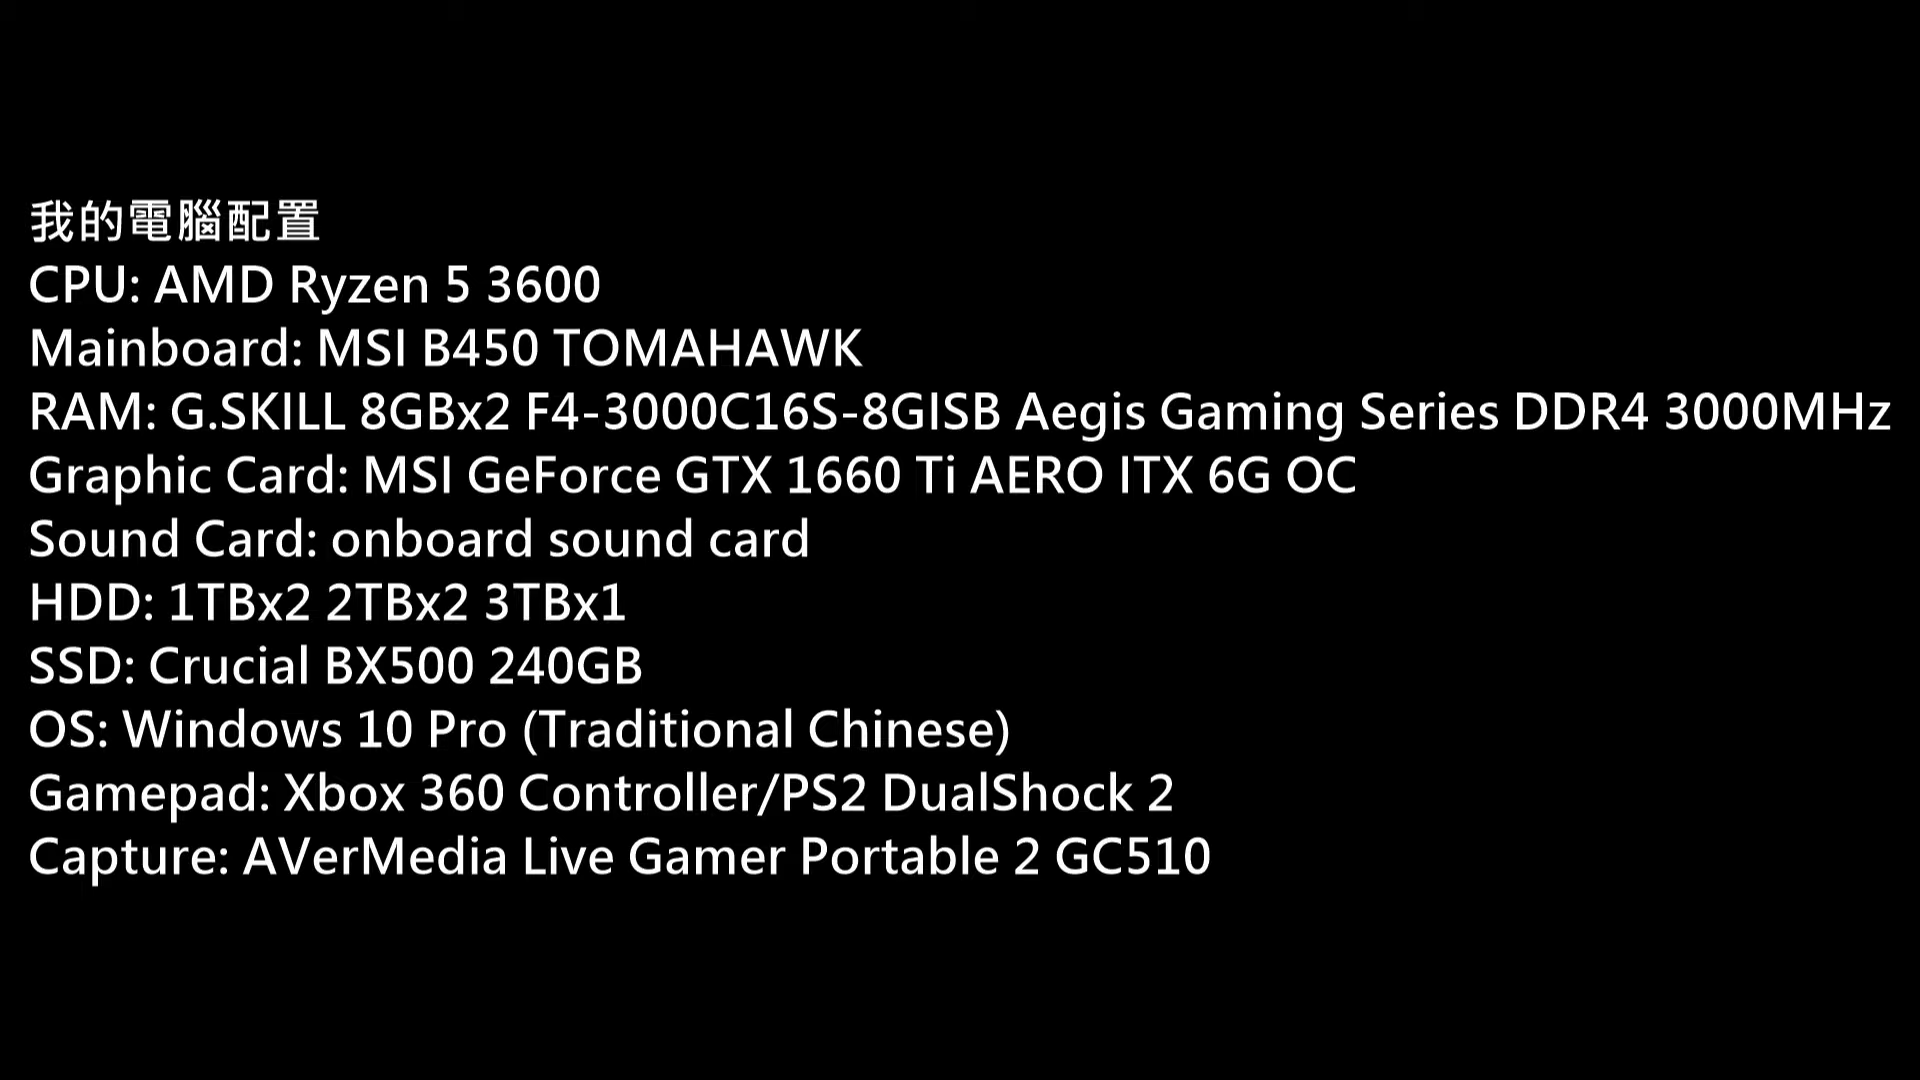 我的電腦配置
CPU: AMD Ryzen 5 3600
Mainboard: MSI B450 TOMAHAWK
RAM: G.SKILL 8GBx2 F4-3000C16S-8GISB Aegis Gaming Series DDR4 3000MHz
Graphic Card: MSI GeForce GTX 1660 Ti AERO ITX 6G OC
Sound Card: onboard sound card
HDD: 1TBx2 2TBx2 3TBx1
SSD: Crucial BX500 240GB
OS: Windows 10 Pro (Traditional Chinese)
Gamepad: Xbox 360 Controller/PS2 DualShock 2
Capture: AVerMedia Live Gamer Portable 2 GC510